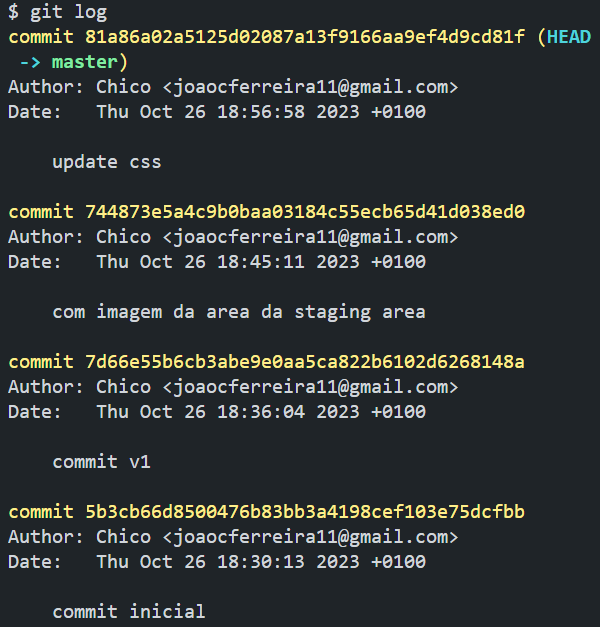 $ git log
commit 81a86a02a5125d02087a13f9166aa9ef4d9cd81f (HEAD
-> master)
Author: Chico <joaocferreira11@gmail.com>
Date:   Thu Oct 26 18:56:58 2023 +0100
update css
commit 744873e5a4c9b0baa03184c55ecb65d41d038ed0
Author: Chico <joaocferreira11@gmail.com>
Date:   Thu Oct 26 18:45:11 2023 +0100
com imagem da area da staging area
commit 7d66e55b6cb3abe9e0aa5ca822b6102d6268148a
Author: Chico <joaocferreira11@gmail.com>
Date:   Thu Oct 26 18:36:04 2023 +0100
commit v1
commit 5b3cb66d8500476b83bb3a4198cef103e75dcfbb
Author: Chico <joaocferreira11@gmail.com>
Date:   Thu Oct 26 18:30:13 2023 +0100
commit inicial